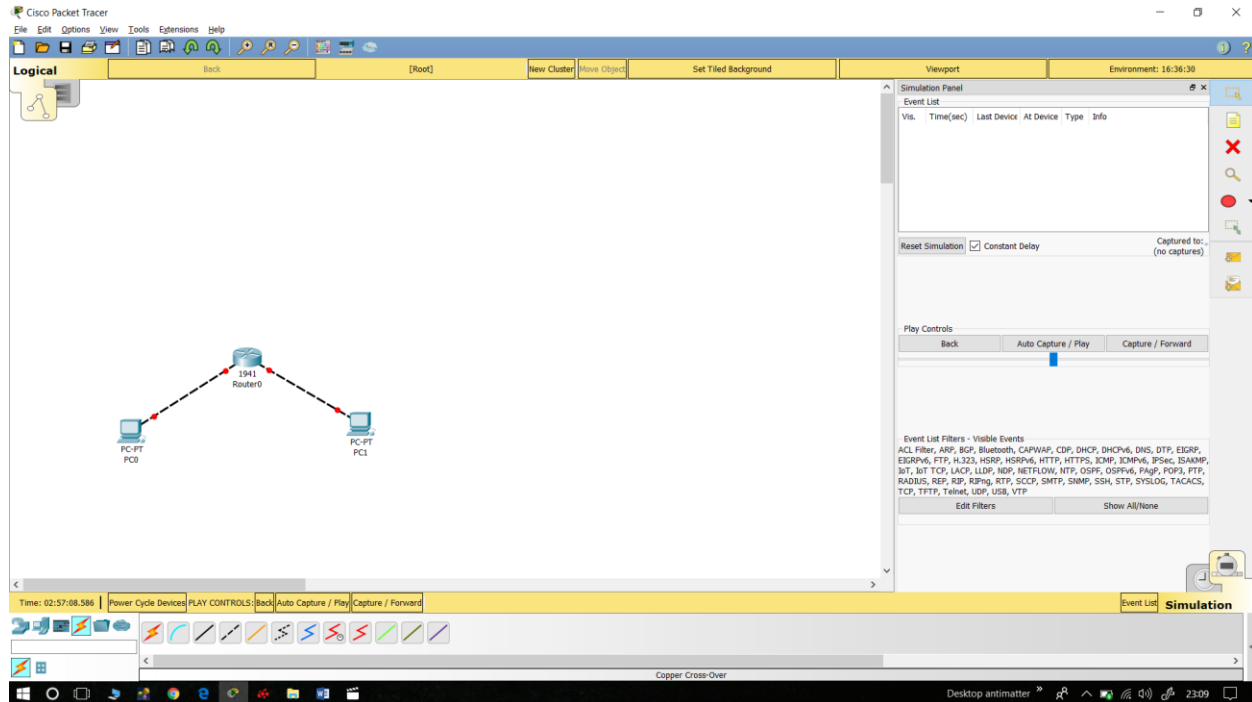 Cisco Packet Tracer
File Edit Options View Tools Extensions Help
Logical Back [Root] New Cluster Move Object Set Tiled Background Viewport Environment: 16:36:30
Simulation Panel
Event List
Vis. Time(sec) Last Device At Device Type Info
Reset Simulation Constant Delay Captured to:
(no captures)
Play Controls
Back Auto Capture / Play Capture / Forward
1941
Router0
PC-PT
PC0
PC-PT
PC1
Event List Filters - Visible Events
ACL Filter, ARP, BGP, Bluetooth, CAPWAP, CDP, DHCP, DHCPv6, DNS, DTP, EIGRP,
EIGRPv6, FTP, H.323, HSRP, HSRPv6, HTTP, HTTPS, ICMP, ICMPv6, IPSec, ISAKMP,
IoT, IoT TCP, LACP, LLDP, NDP, NETFLOW, NTP, OSPF, OSPFv6, PAgP, POP3, PTP,
RADIUS, REP, RIP, RIPng, RTP, SCCP, SMTP, SNMP, SSH, STP, SYSLOG, TACACS,
TCP, TFTP, Telnet, UDP, USB, VTP
Edit Filters Show All/None
Time: 02:57:08.586 Power Cycle Devices PLAY CONTROLS: Back Auto Capture / Play Capture / Forward Event List Simulation
Copper Cross-Over
Desktop antimatter 23:09